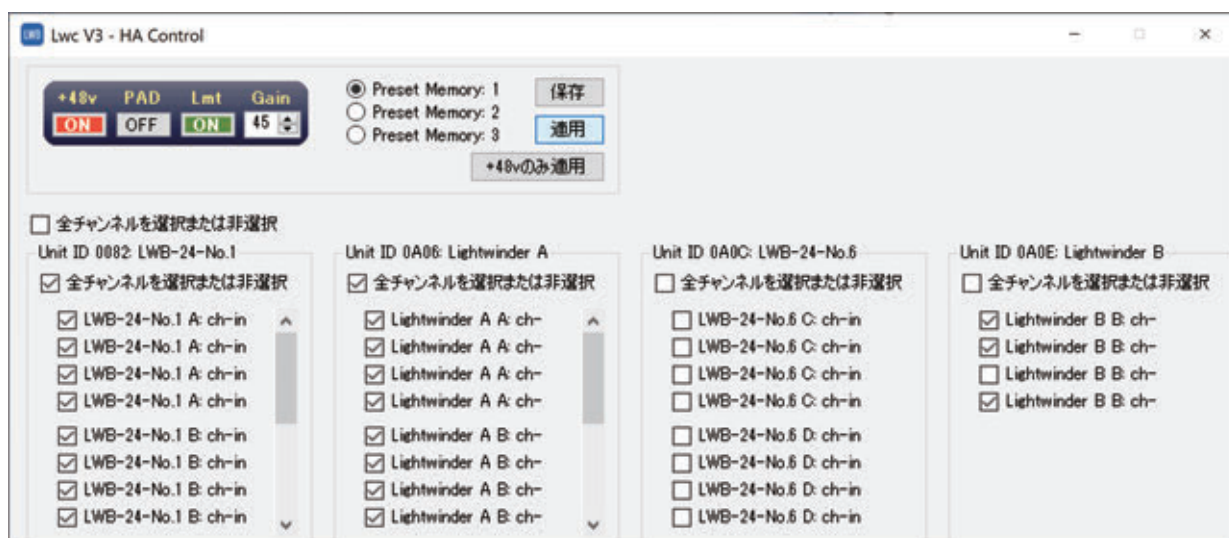 LWB Lwc V3 - HA Control
+48v PAD Lmt Gain
ON OFF ON 45
Preset Memory: 1
Preset Memory: 2
Preset Memory: 3
保存
適用
+48vのみ適用
全チャンネルを選択または非選択
Unit ID 0082: LWB-24-No.1
全チャンネルを選択または非選択
LWB-24-No.1 A: ch-in
LWB-24-No.1 A: ch-in
LWB-24-No.1 A: ch-in
LWB-24-No.1 A: ch-in
LWB-24-No.1 B: ch-in
LWB-24-No.1 B: ch-in
LWB-24-No.1 B: ch-in
LWB-24-No.1 B: ch-in
Unit ID 0A06: Lightwinder A
全チャンネルを選択または非選択
Lightwinder A A: ch-
Lightwinder A A: ch-
Lightwinder A A: ch-
Lightwinder A A: ch-
Lightwinder A B: ch-
Lightwinder A B: ch-
Lightwinder A B: ch-
Lightwinder A B: ch-
Unit ID 0A0C: LWB-24-No.6
全チャンネルを選択または非選択
LWB-24-No.6 C: ch-in
LWB-24-No.6 C: ch-in
LWB-24-No.6 C: ch-in
LWB-24-No.6 C: ch-in
LWB-24-No.6 D: ch-in
LWB-24-No.6 D: ch-in
LWB-24-No.6 D: ch-in
LWB-24-No.6 D: ch-in
Unit ID 0A0E: Lightwinder B
全チャンネルを選択または非選択
Lightwinder B B: ch-
Lightwinder B B: ch-
Lightwinder B B: ch-
Lightwinder B B: ch-